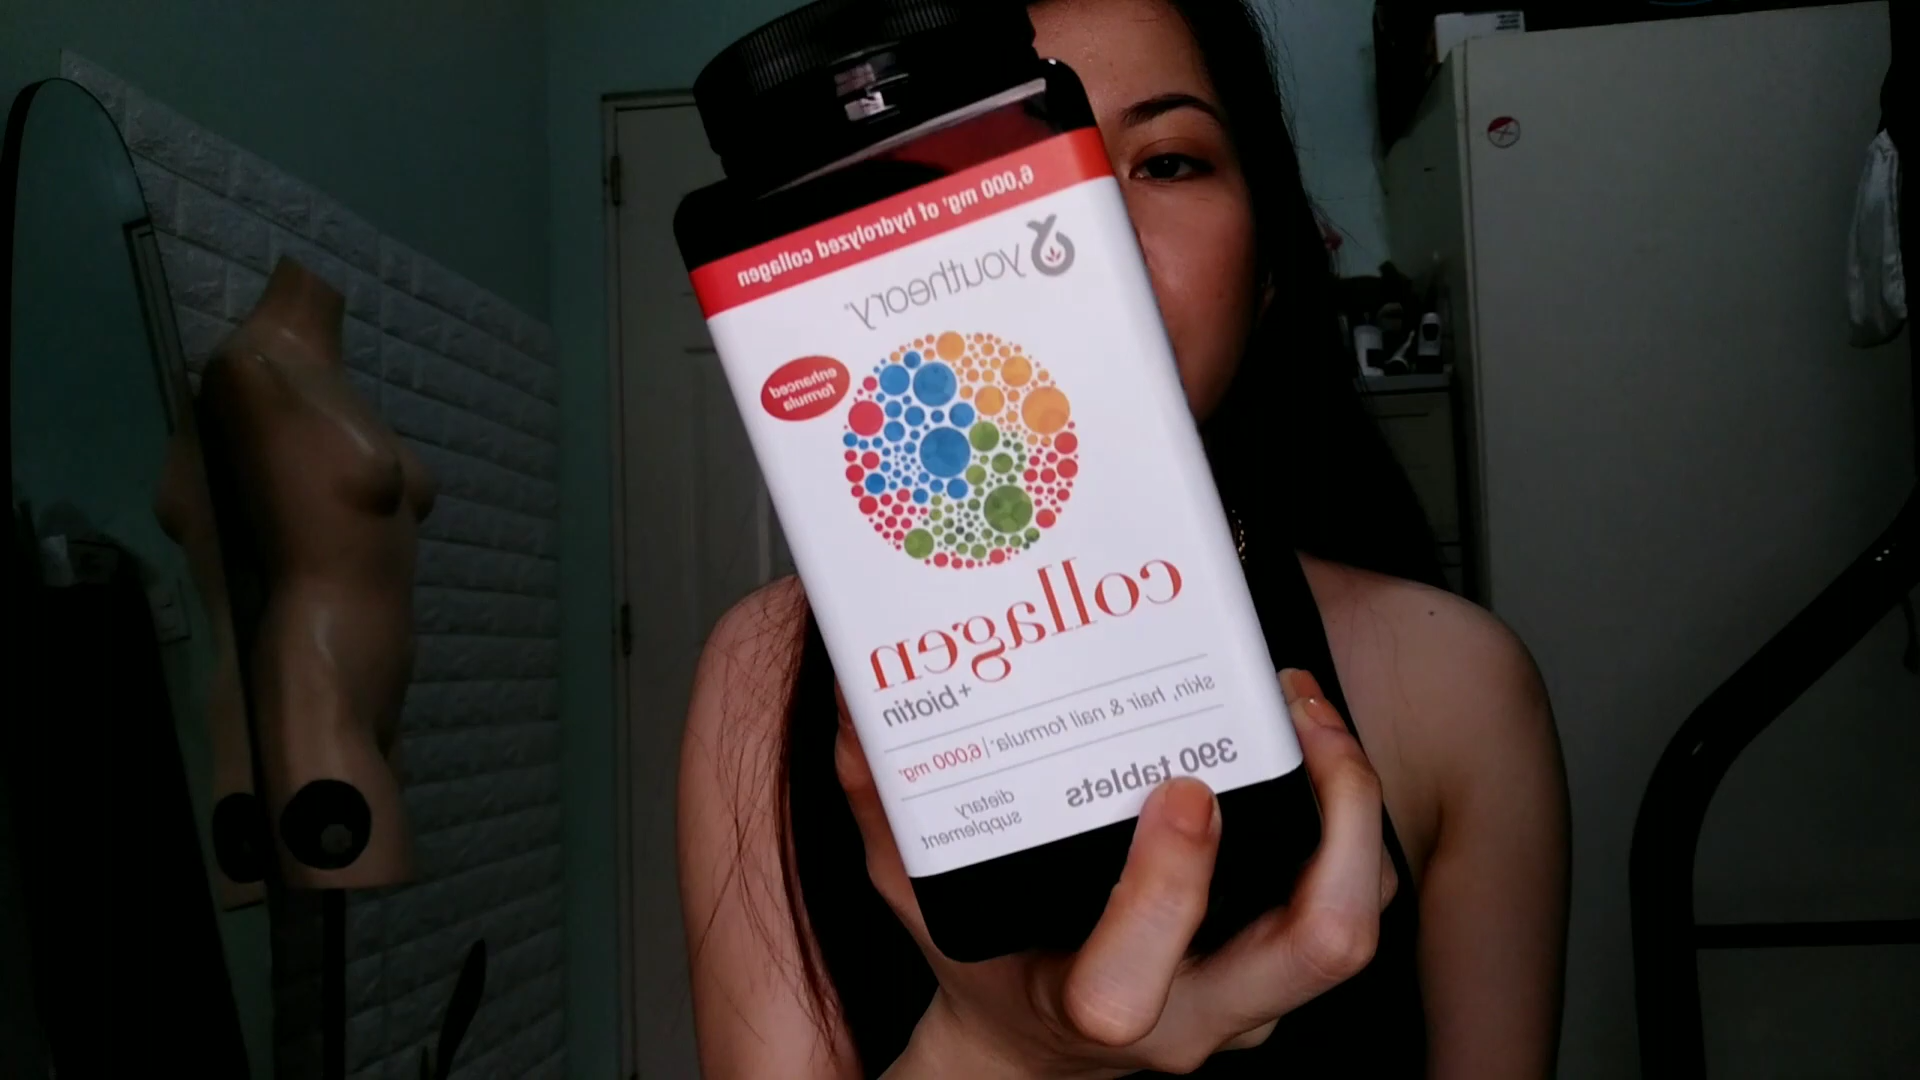 6,000 mg* of hydrolyzed collagen
youtheory®
enhanced
formula
collagen
+biotin
skin, hair & nail formula* | 6,000 mg*
390 tablets
dietary
supplement